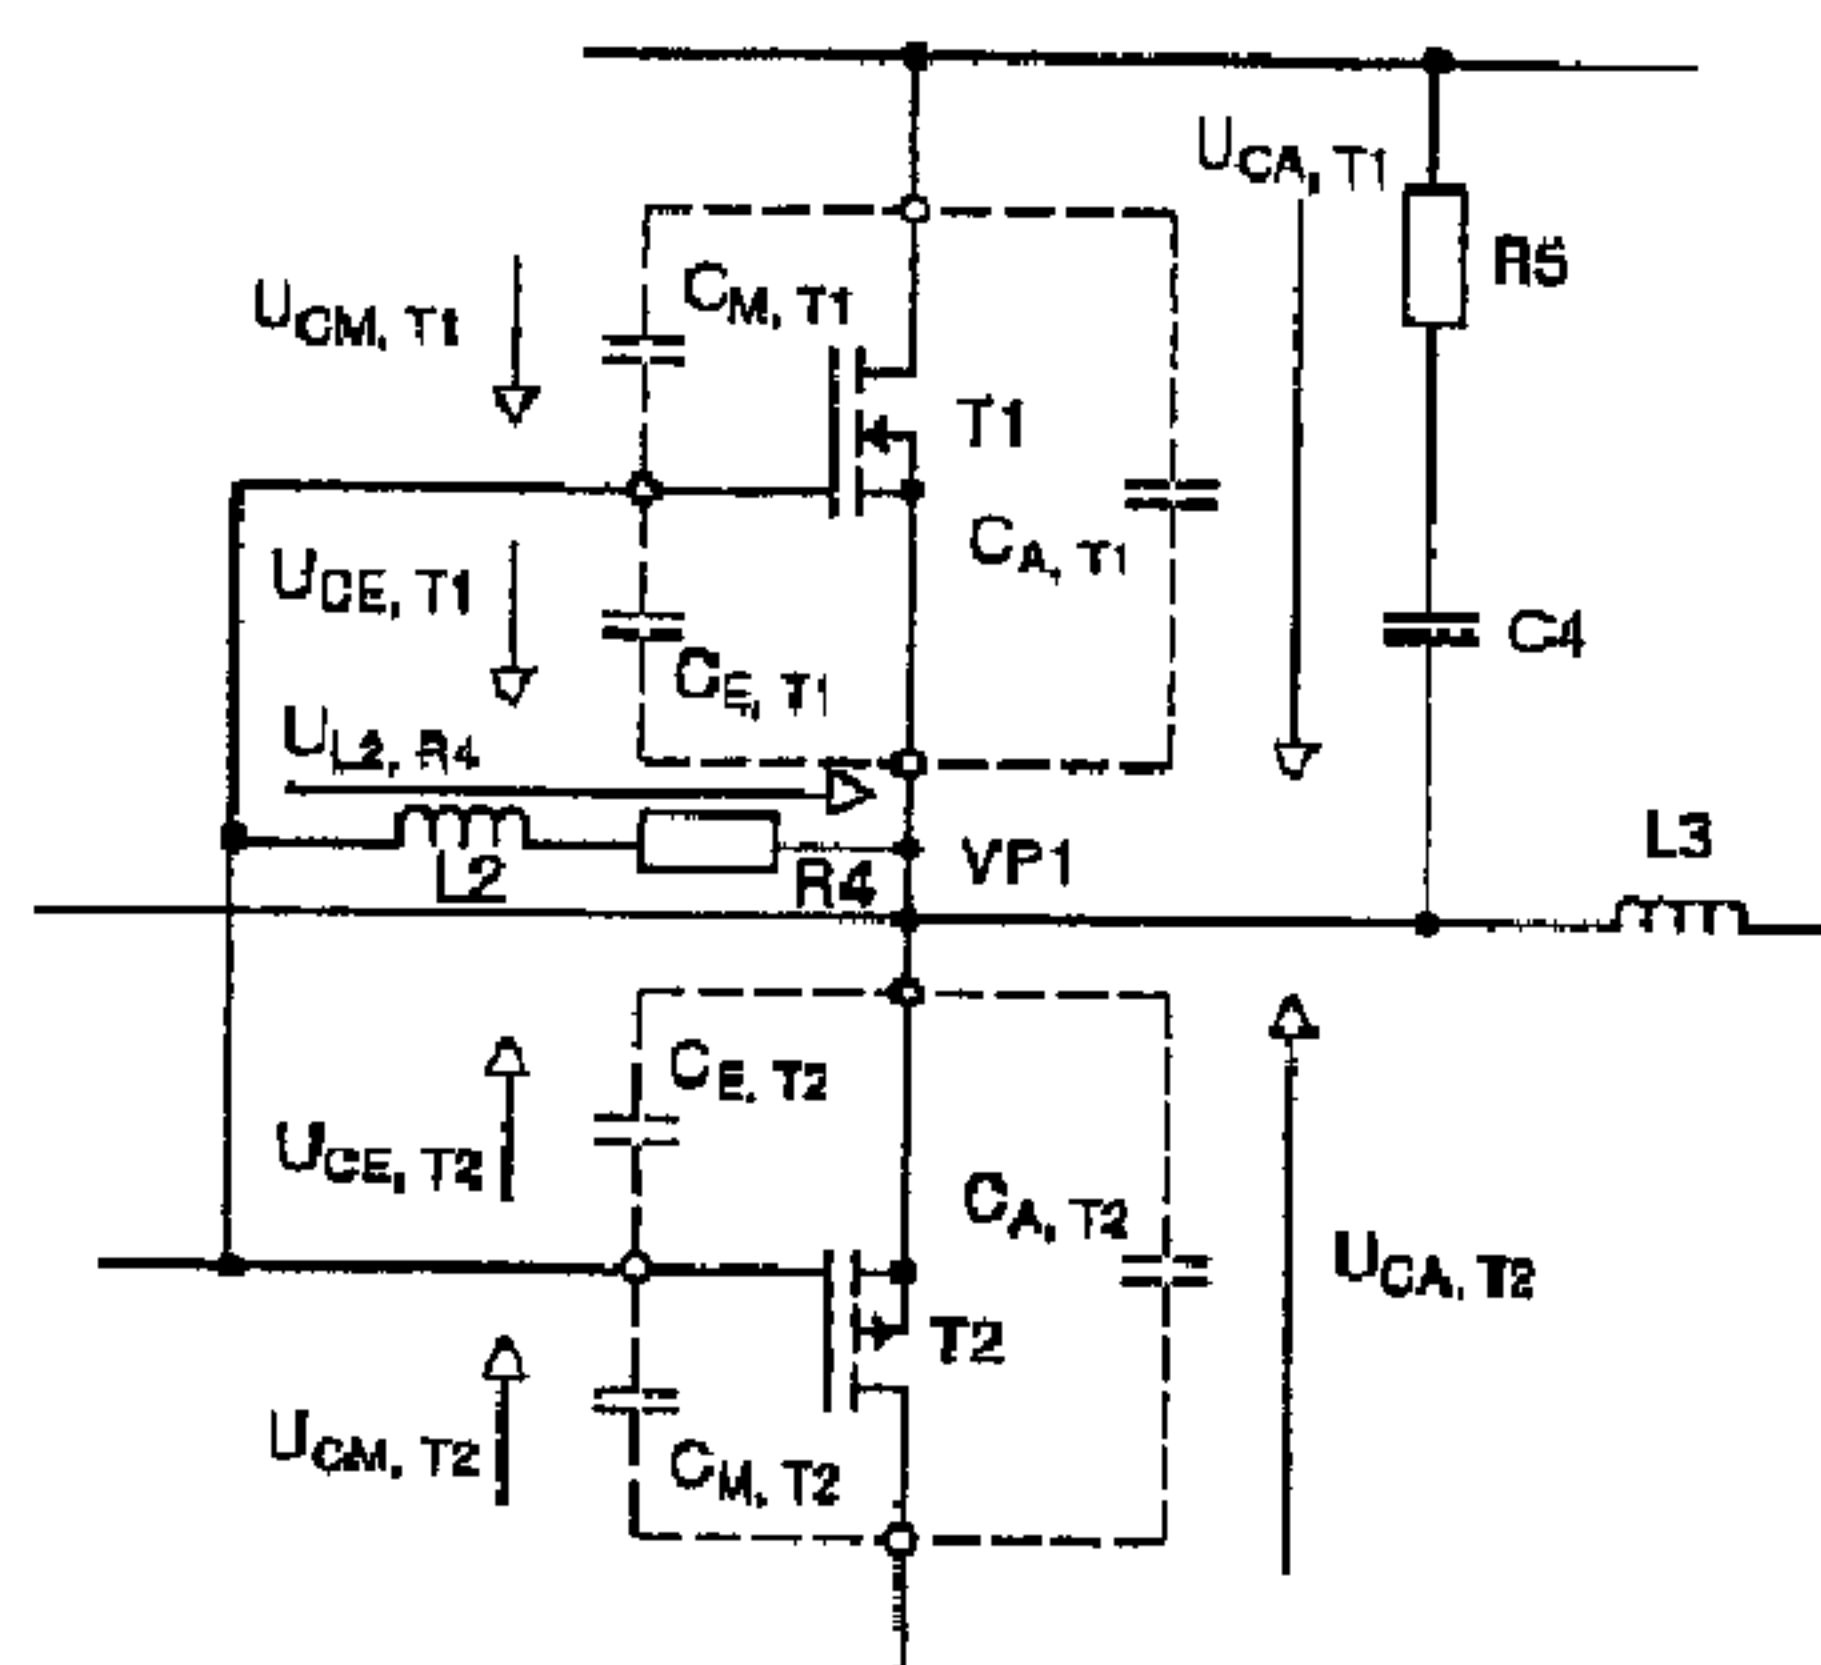 UCA, T1
R5
UCM, T1
CM, T1
T1
CA, T1
UCE, T1
CE, T1
C4
UL2, R4
L2
R4
VP1
L3
CE, T2
UCE, T2
CA, T2
UCA, T2
T2
UCM, T2
CM, T2